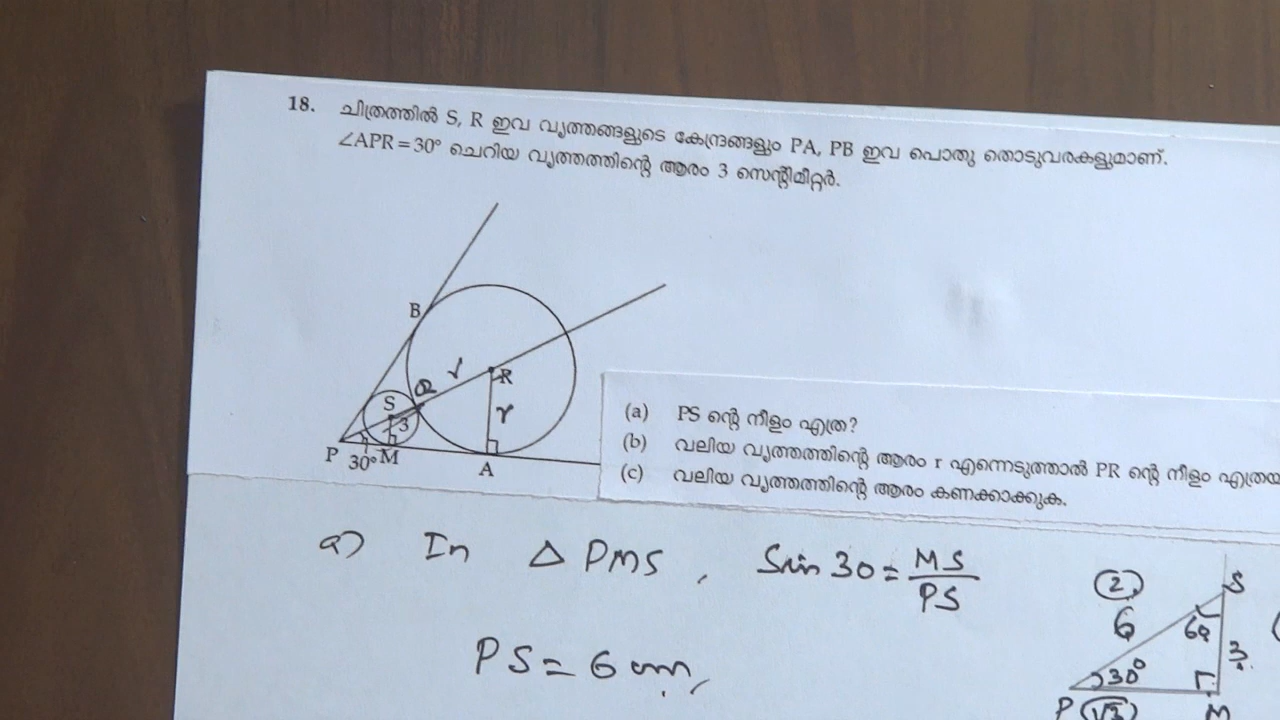 18. ചിത്രത്തിൽ S, R ഇവ വൃത്തങ്ങളുടെ കേന്ദ്രങ്ങളും PA, PB ഇവ പൊതു തൊടുവരകളുമാണ്.
∠APR = 30° ചെറിയ വൃത്തത്തിന്റെ ആരം 3 സെന്റിമീറ്റർ.
B
R
r
S
3
P 30° M A
(a) PS ന്റെ നീളം എത്ര?
(b) വലിയ വൃത്തത്തിന്റെ ആരം r എന്നെടുത്താൽ PR ന്റെ നീളം
(c) വലിയ വൃത്തത്തിന്റെ ആരം കണക്കാക്കുക.
a) In △ PMS, Sin 30 = MS/PS
PS = 6 cm
2
S
6
60
3
30°
P √3 M